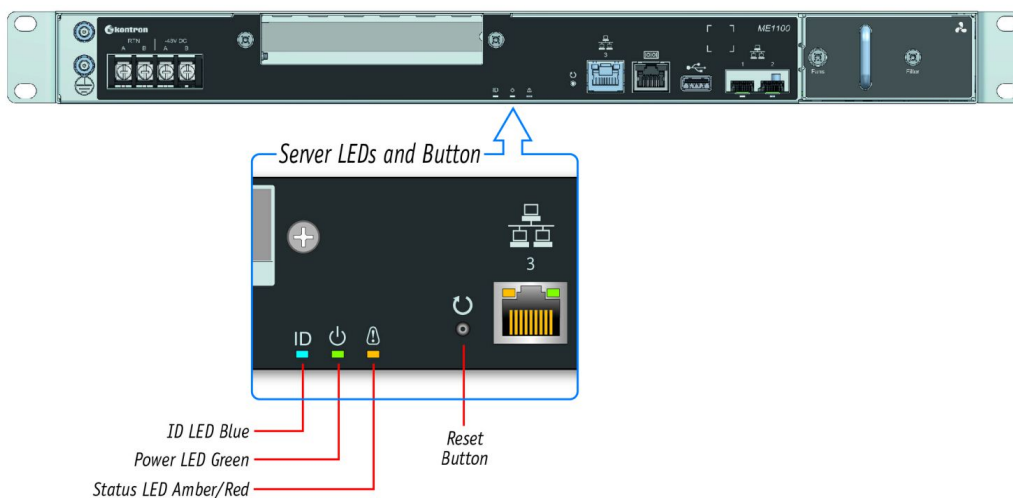 kontron
RTN -48V DC
A B A B
ME1100
3
1 2
ID
Fans
Filter
Server LEDs and Button
3
ID
ID LED Blue
Power LED Green
Status LED Amber/Red
Reset
Button